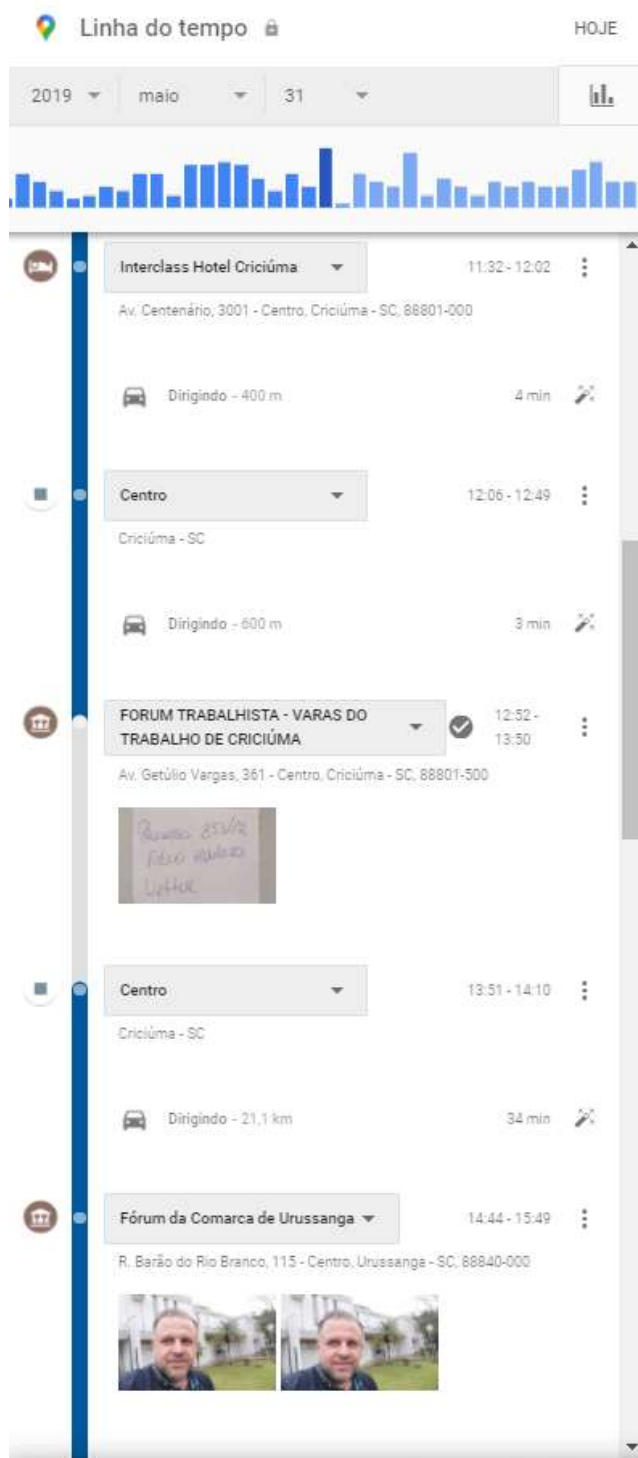 Linha do tempo HOJE
2019 maio 31
Interclass Hotel Criciúma 11:32 - 12:02
Av. Centenário, 3001 - Centro, Criciúma - SC, 88801-000
Dirigindo - 400 m 4 min
Centro 12:06 - 12:49
Criciúma - SC
Dirigindo - 600 m 3 min
FORUM TRABALHISTA - VARAS DO 12:52 -
TRABALHO DE CRICIÚMA 13:50
Av. Getúlio Vargas, 361 - Centro, Criciúma - SC, 88801-500
Centro 13:51 - 14:10
Criciúma - SC
Dirigindo - 21,1 km 34 min
Fórum da Comarca de Urussanga 14:44 - 15:49
R. Barão do Rio Branco, 115 - Centro, Urussanga - SC, 88840-000